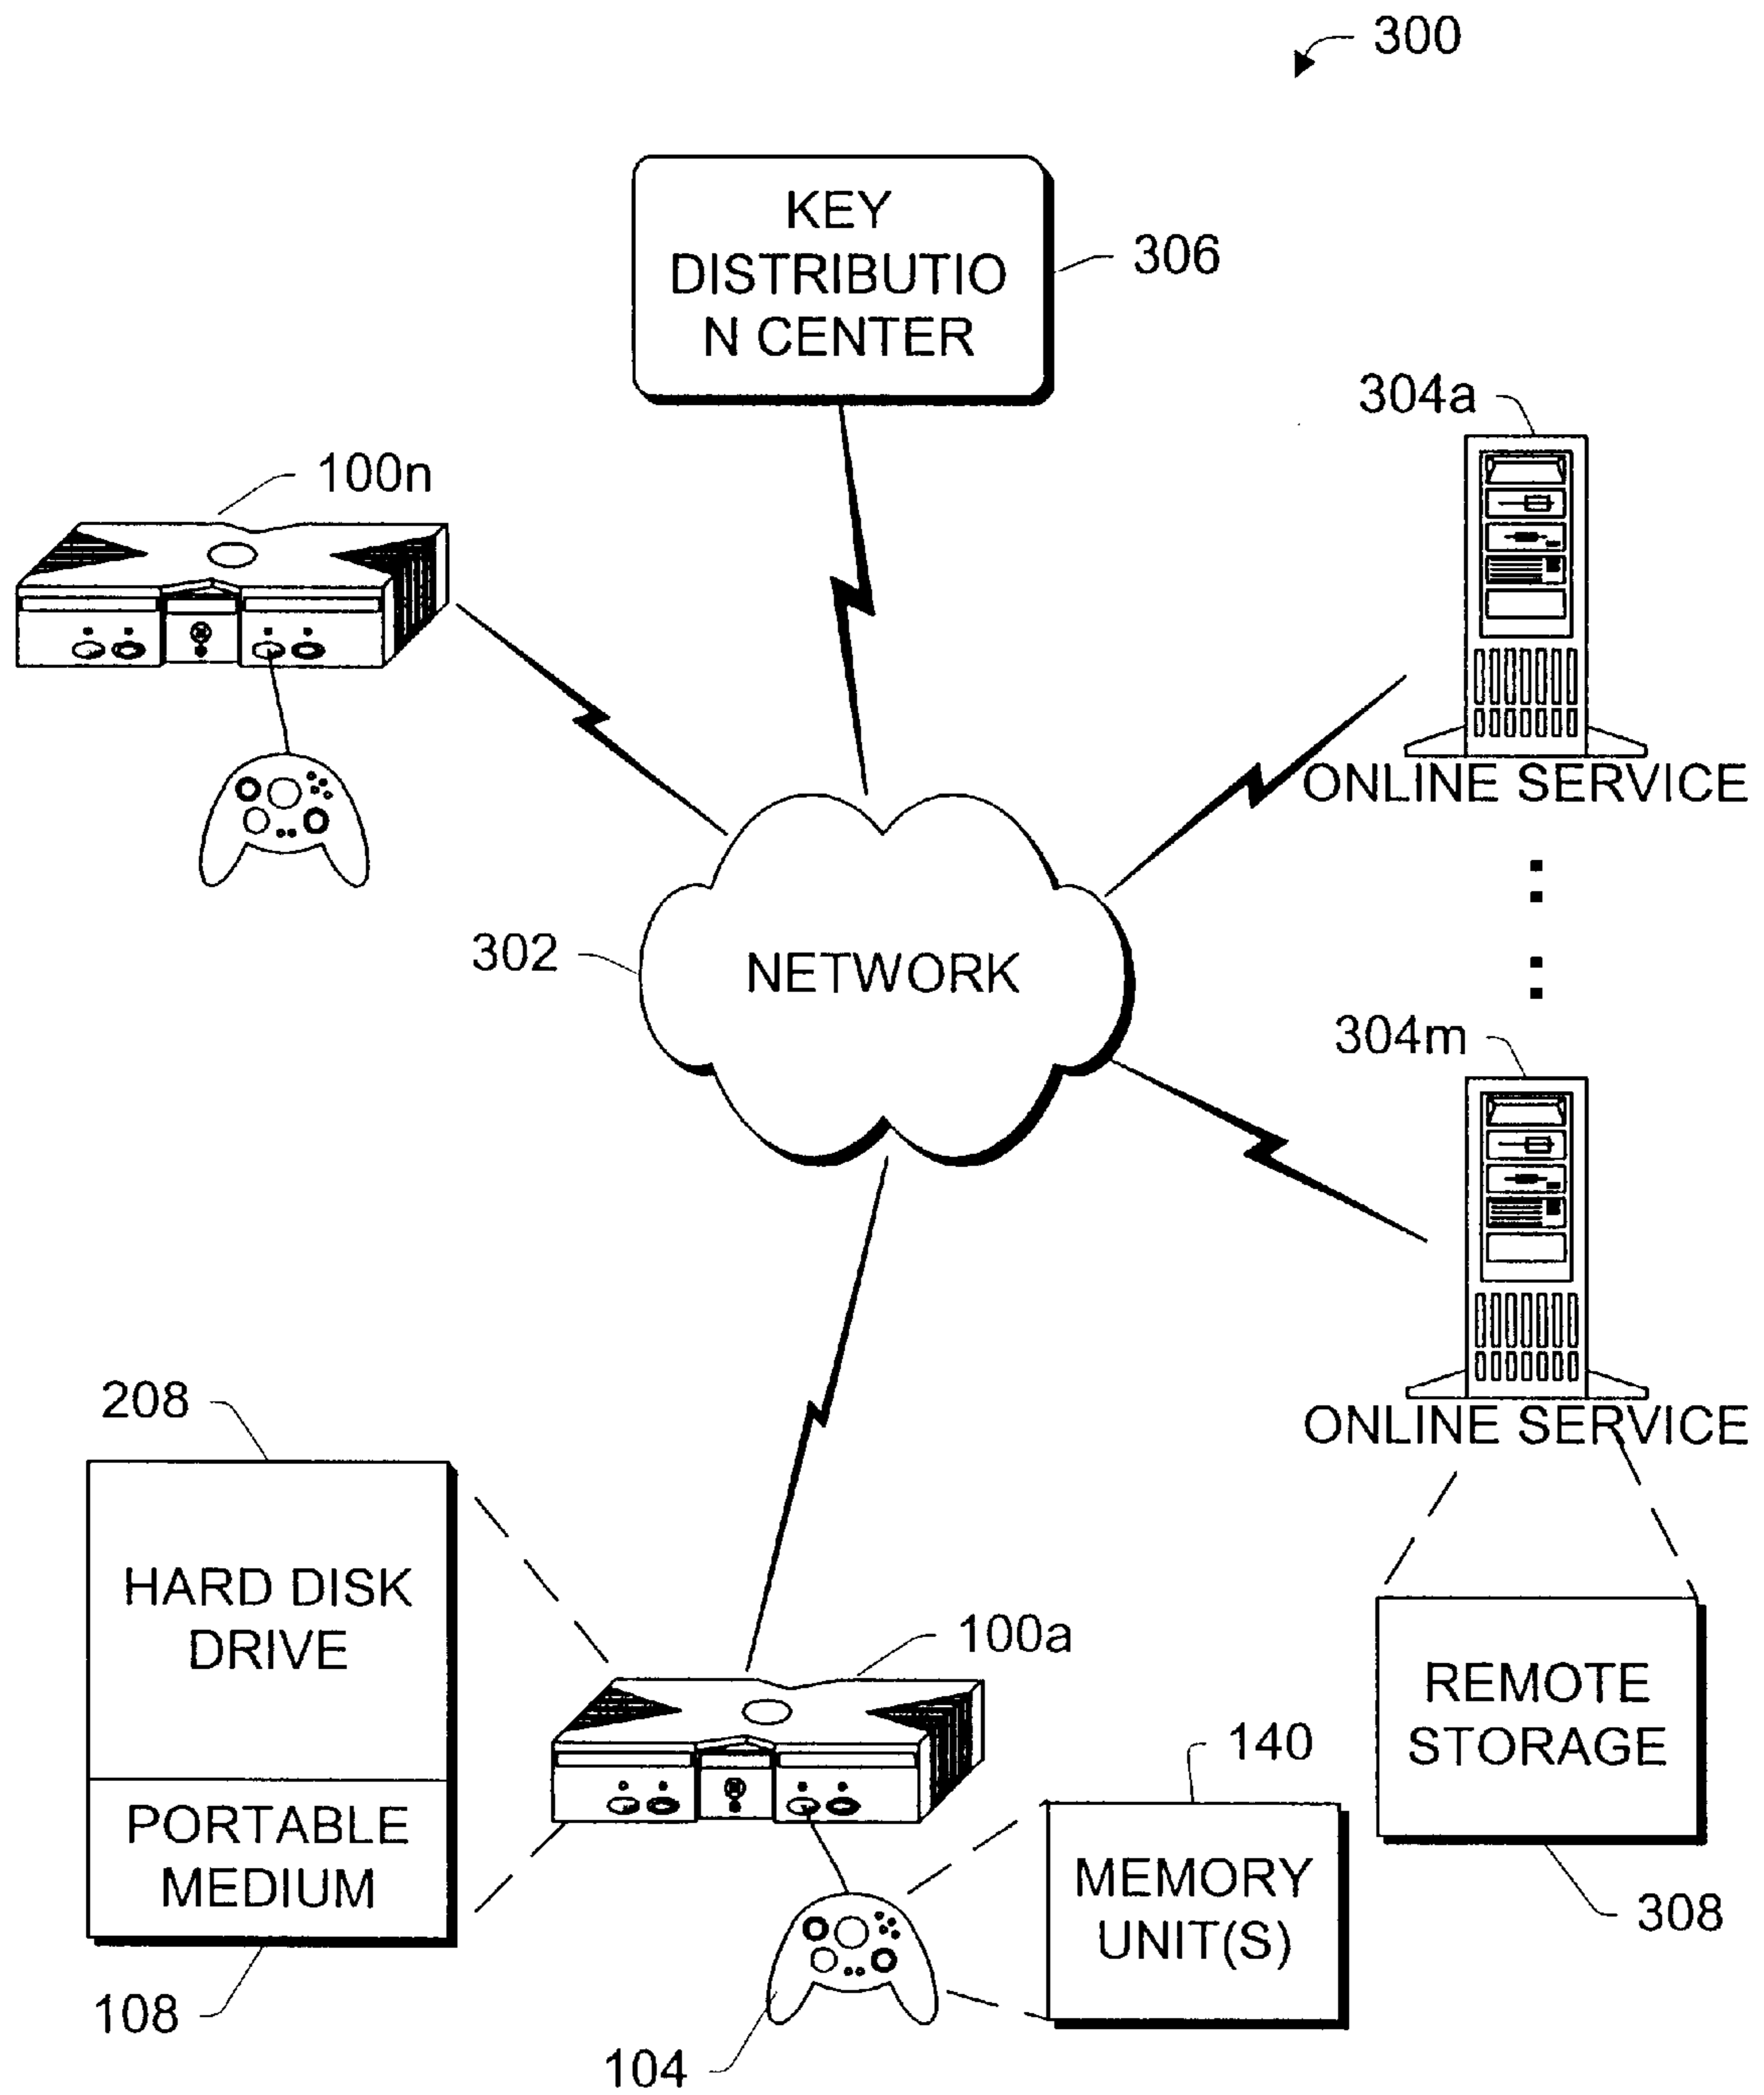 300
KEY
DISTRIBUTIO
N CENTER
306
304a
100n
ONLINE SERVICE
302
NETWORK
304m
ONLINE SERVICE
208
HARD DISK
DRIVE
100a
REMOTE
STORAGE
140
PORTABLE
MEDIUM
MEMORY
UNIT(S)
308
108
104